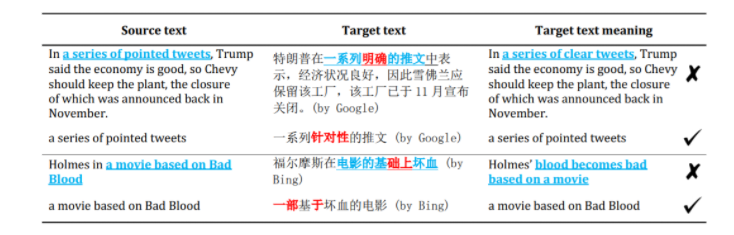 Source text Target text Target text meaning
In a series of pointed tweets, Trump
said the economy is good, so Chevy
should keep the plant, the closure
of which was announced back in
November.
特朗普在一系列明确的推文中表
示，经济状况良好，因此雪佛兰应
保留该工厂，该工厂已于 11 月宣布
关闭。(by Google)
In a series of clear tweets, Trump
said the economy is good, so Chevy
should keep the plant, the closure
of which was announced back in
November.
✗
a series of pointed tweets
一系列针对性的推文 (by Google)
a series of pointed tweets
✓
Holmes in a movie based on Bad
Blood
福尔摩斯在电影的基础上坏血 (by
Bing)
Holmes’ blood becomes bad
based on a movie
✗
a movie based on Bad Blood
一部基于坏血的电影 (by Bing)
a movie based on Bad Blood
✓